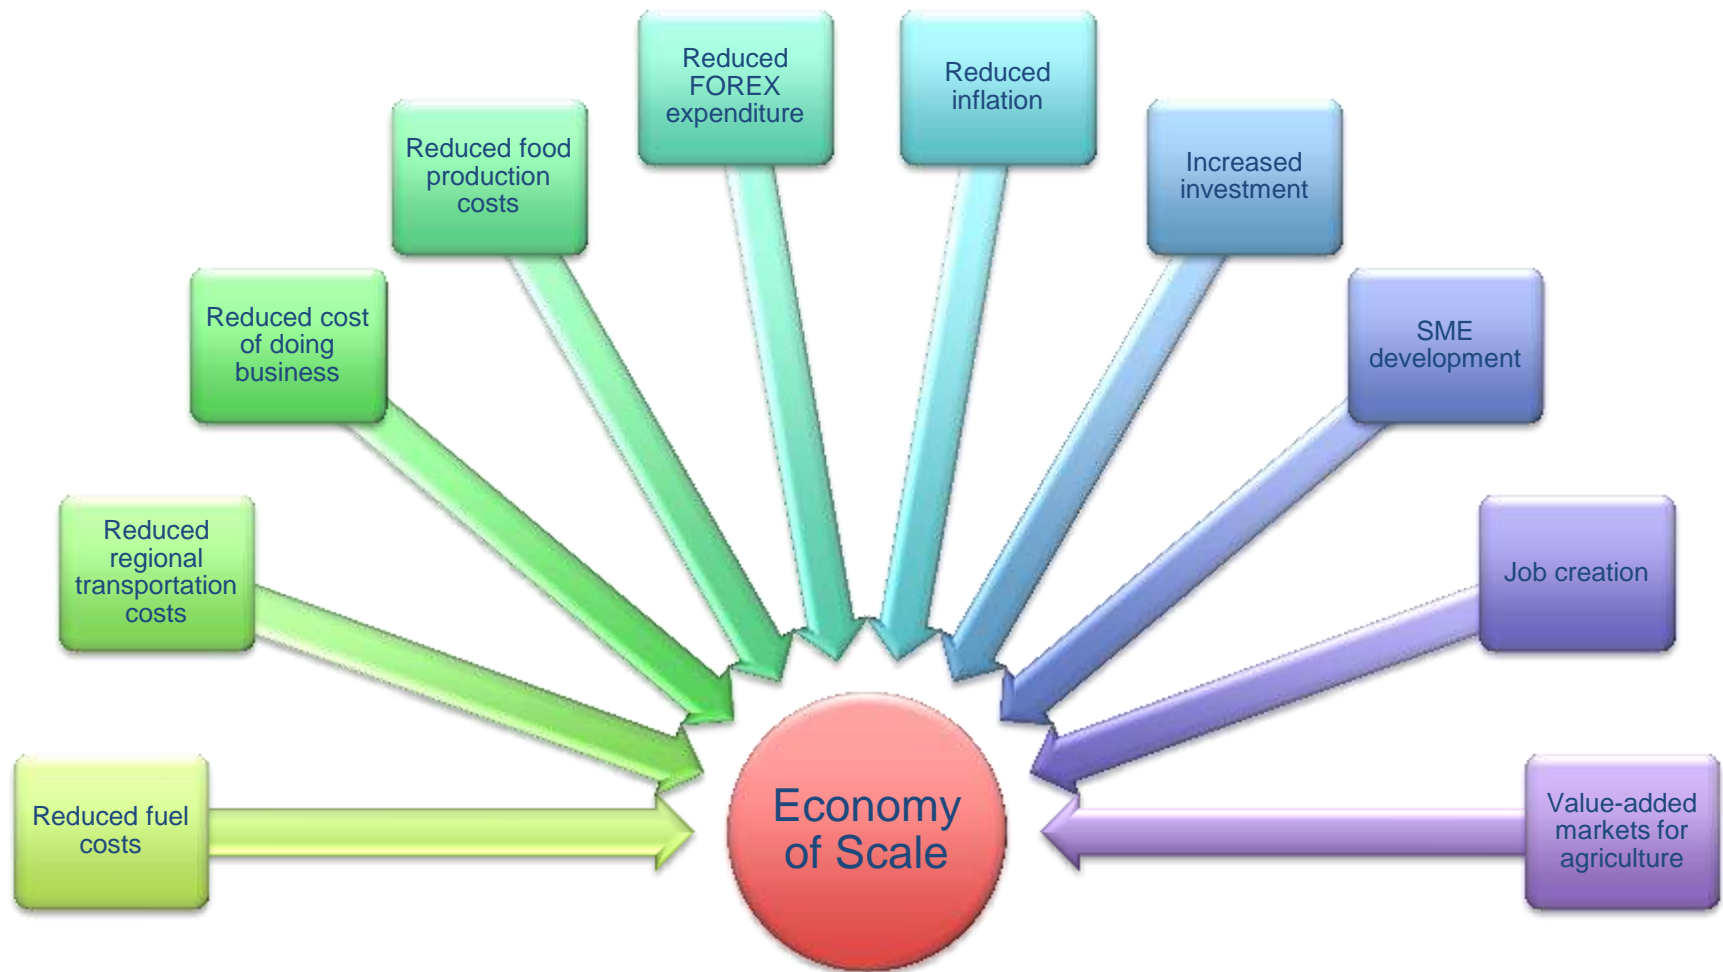 Reduced
FOREX
expenditure
Reduced
inflation
Reduced food
production
costs
Increased
investment
Reduced cost
of doing
business
SME
development
Reduced
regional
transportation
costs
Job creation
Reduced fuel
costs
Economy
of Scale
Value-added
markets for
agriculture